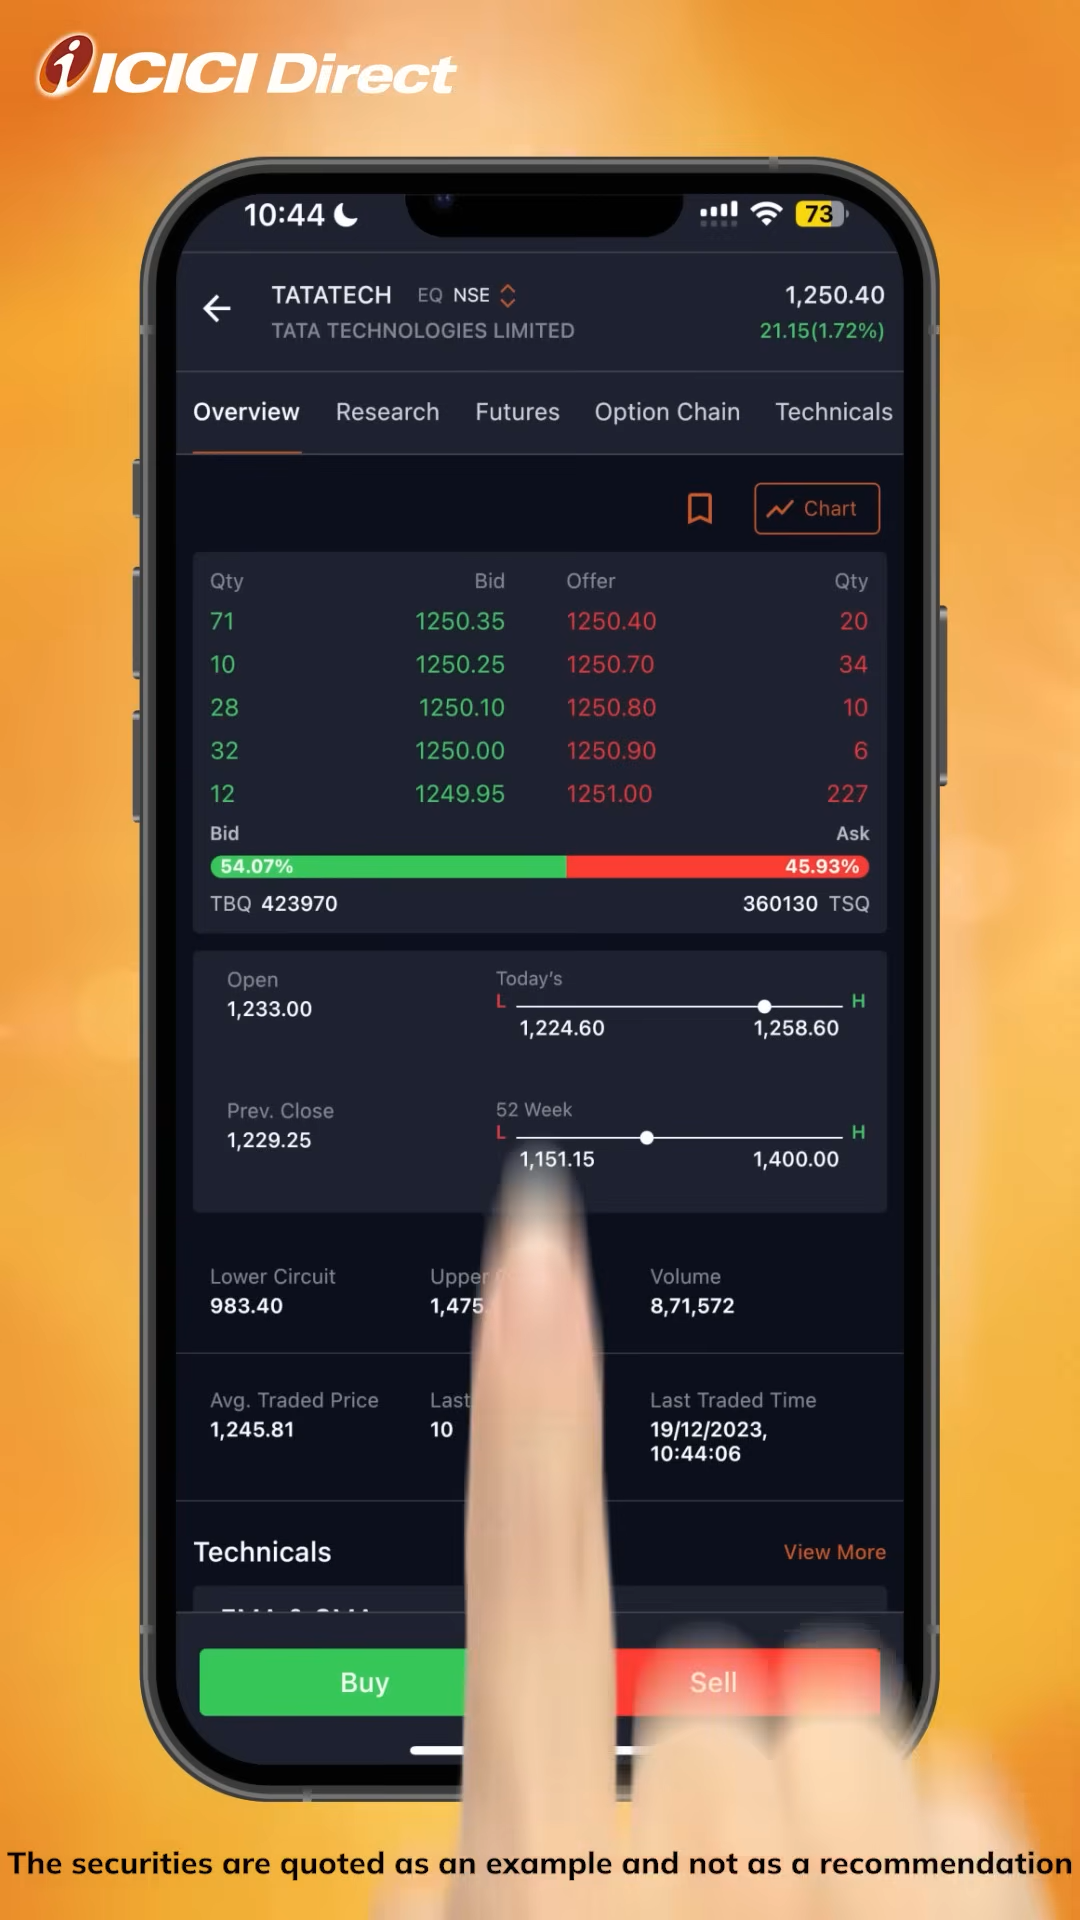 ICICI Direct
10:44
73
TATATECH EQ NSE 1,250.40
TATA TECHNOLOGIES LIMITED 21.15(1.72%)
Overview Research Futures Option Chain Technicals
Chart
Qty Bid Offer Qty
71 1250.35 1250.40 20
10 1250.25 1250.70 34
28 1250.10 1250.80 10
32 1250.00 1250.90 6
12 1249.95 1251.00 227
Bid Ask
54.07% 45.93%
TBQ 423970 360130 TSQ
Open Today's
L H
1,233.00 1,224.60 1,258.60
Prev. Close 52 Week
L H
1,229.25 1,151.15 1,400.00
Lower Circuit Upper Volume
983.40 1,475. 8,71,572
Avg. Traded Price Last Last Traded Time
1,245.81 10 19/12/2023,
10:44:06
Technicals View More
Buy Sell
The securities are quoted as an example and not as a recommendation